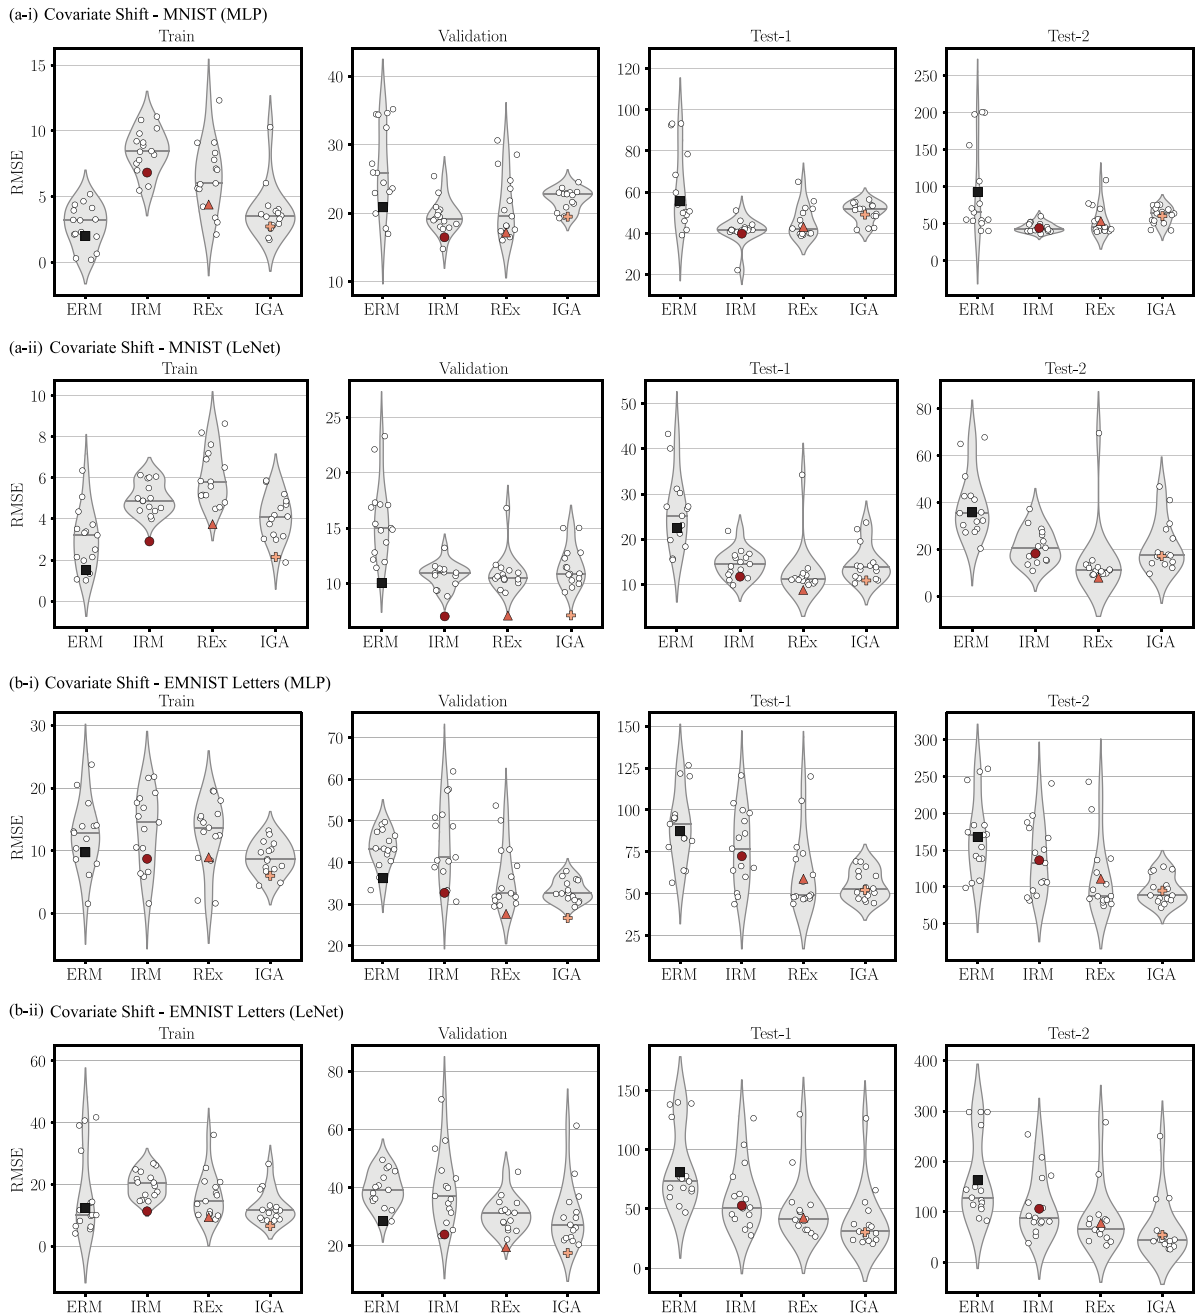 (a-i) Covariate Shift - MNIST (MLP)
Train
Validation
Test-1
Test-2
RMSE
15
10
5
0
ERM IRM REx IGA
40
30
20
10
ERM IRM REx IGA
120
100
80
60
40
20
ERM IRM REx IGA
250
200
150
100
50
0
ERM IRM REx IGA
(a-ii) Covariate Shift - MNIST (LeNet)
Train
Validation
Test-1
Test-2
RMSE
10
8
6
4
2
0
ERM IRM REx IGA
25
20
15
10
ERM IRM REx IGA
50
40
30
20
10
ERM IRM REx IGA
80
60
40
20
0
ERM IRM REx IGA
(b-i) Covariate Shift - EMNIST Letters (MLP)
Train
Validation
Test-1
Test-2
RMSE
30
20
10
0
ERM IRM REx IGA
70
60
50
40
30
20
ERM IRM REx IGA
150
125
100
75
50
25
ERM IRM REx IGA
300
250
200
150
100
50
ERM IRM REx IGA
(b-ii) Covariate Shift - EMNIST Letters (LeNet)
Train
Validation
Test-1
Test-2
RMSE
60
40
20
0
ERM IRM REx IGA
80
60
40
20
ERM IRM REx IGA
150
100
50
0
ERM IRM REx IGA
400
300
200
100
0
ERM IRM REx IGA